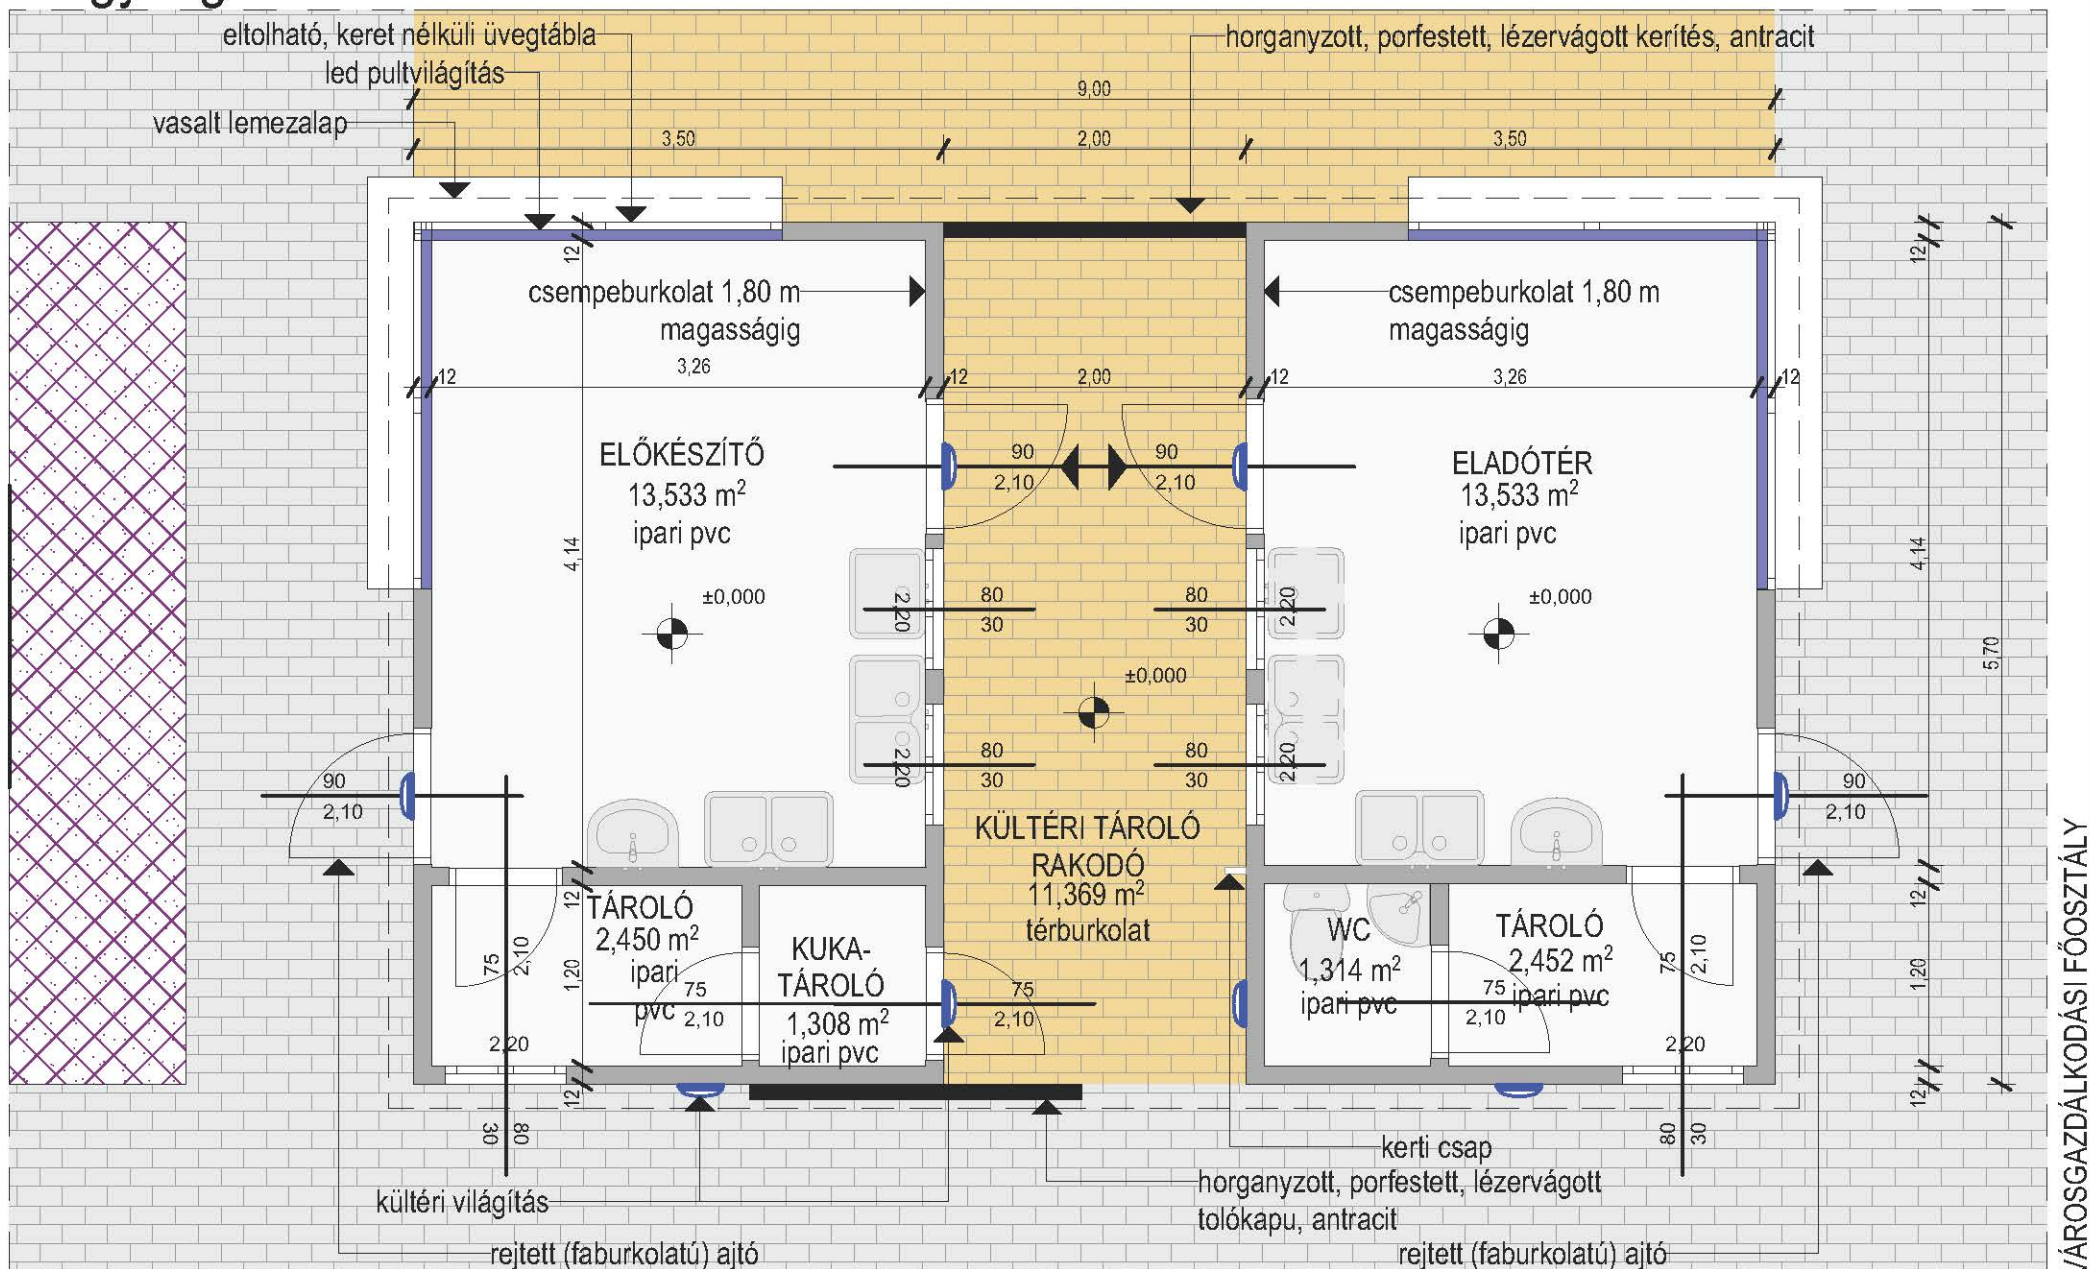 eltolható, keret nélküli üvegtábla
led pultvilágítás
vasalt lemezalap
horganyzott, porfestett, lézervágott kerítés, antracit
9,00
3,50
2,00
3,50
12
12
csempeburkolat 1,80 m
magasságig
csempeburkolat 1,80 m
magasságig
12
3,26
12
2,00
12
3,26
12
ELŐKÉSZÍTŐ
13,533 m²
ipari pvc
±0,000
4,14
90
2,10
90
2,10
ELADÓTÉR
13,533 m²
ipari pvc
±0,000
4,14
5,70
2,20
80
30
80
30
2,20
±0,000
2,20
80
30
80
30
2,20
90
2,10
90
2,10
KÜLTÉRI TÁROLÓ
RAKODÓ
11,369 m²
térburkolat
12
TÁROLÓ
2,450 m²
ipari
pvc
75
2,10
1,20
2,20
12
KUKA-
TÁROLÓ
1,308 m²
ipari pvc
75
2,10
75
2,10
WC
1,314 m²
ipari pvc
TÁROLÓ
2,452 m²
ipari pvc
75
2,10
75
2,10
2,20
12
1,20
12
30
80
80
30
kerti csap
horganyzott, porfestett, lézervágott
tolókapu, antracit
kültéri világítás
rejtett (faburkolatú) ajtó
rejtett (faburkolatú) ajtó
VÁROSGAZDÁLKODÁSI FŐOSZTÁLY